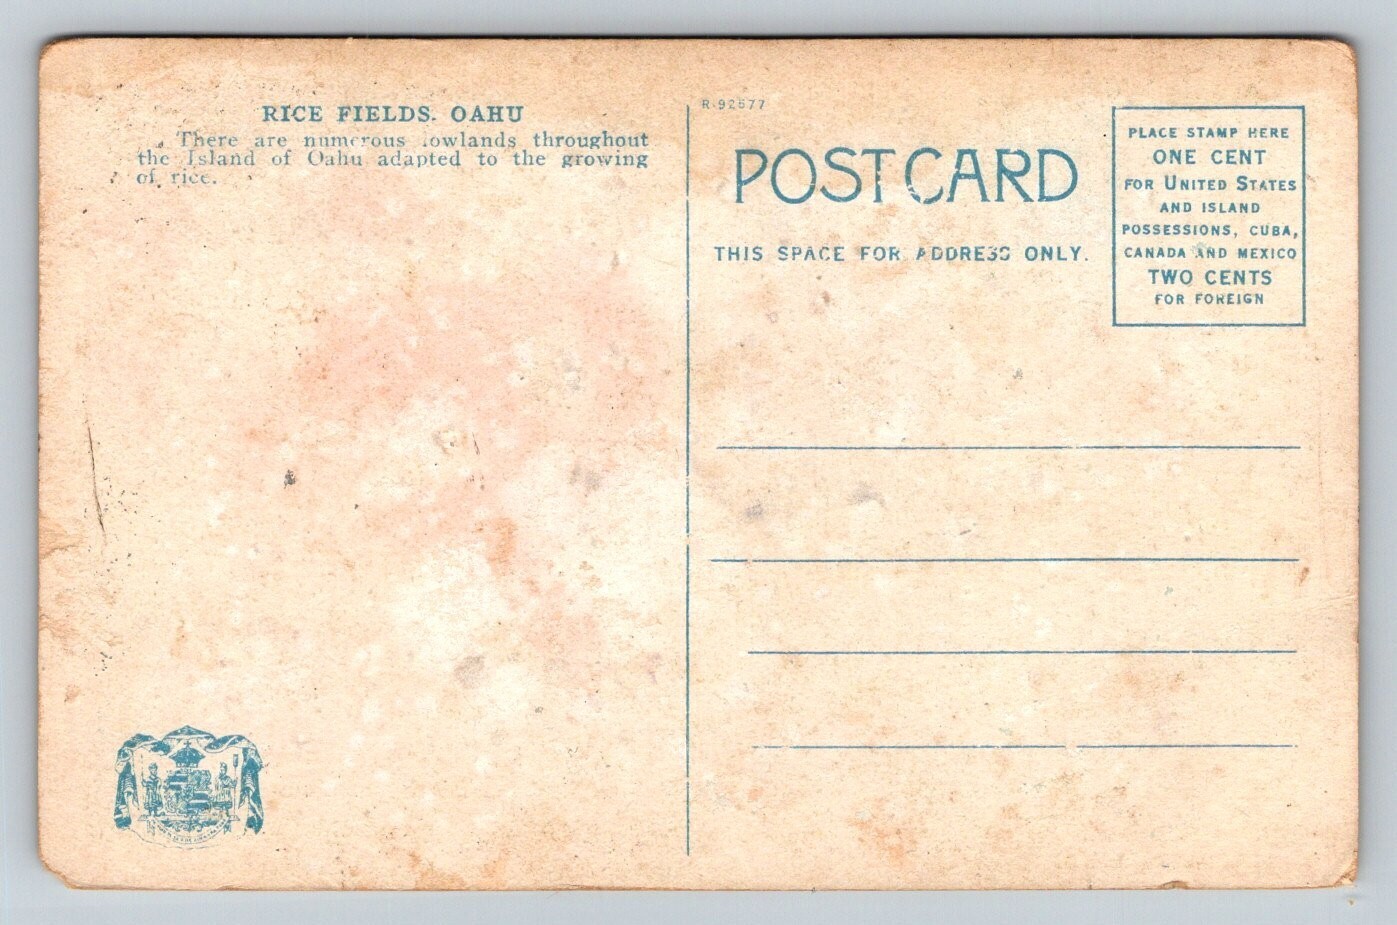 RICE FIELDS. OAHU
There are numerous lowlands throughout
the Island of Oahu adapted to the growing
of rice.
R-92577
POST CARD
THIS SPACE FOR ADDRESS ONLY.
PLACE STAMP HERE
ONE CENT
FOR UNITED STATES
AND ISLAND
POSSESSIONS, CUBA,
CANADA AND MEXICO
TWO CENTS
FOR FOREIGN